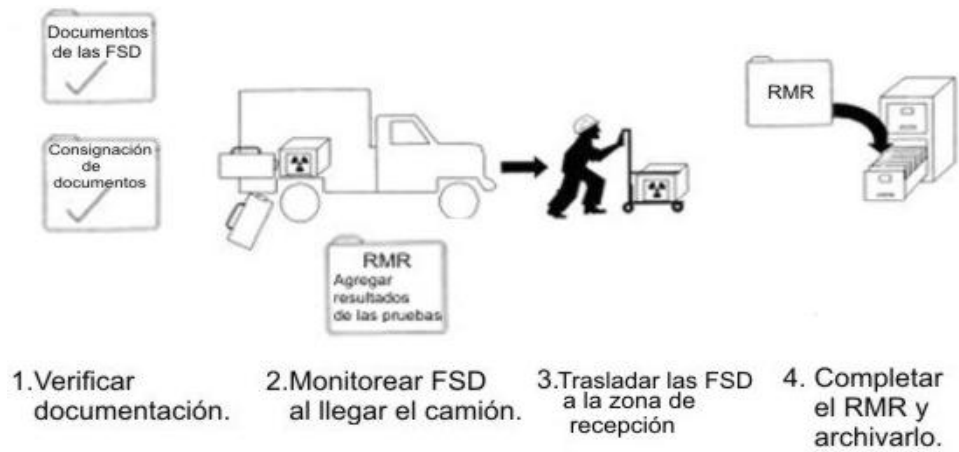 Documentos
de las FSD
Consignación
de
documentos
RMR
Agregar
resultados
de las pruebas
RMR
1.Verificar
documentación.
2.Monitorear FSD
al llegar el camión.
3.Trasladar las FSD
a la zona de
recepción
4. Completar
el RMR y
archivarlo.